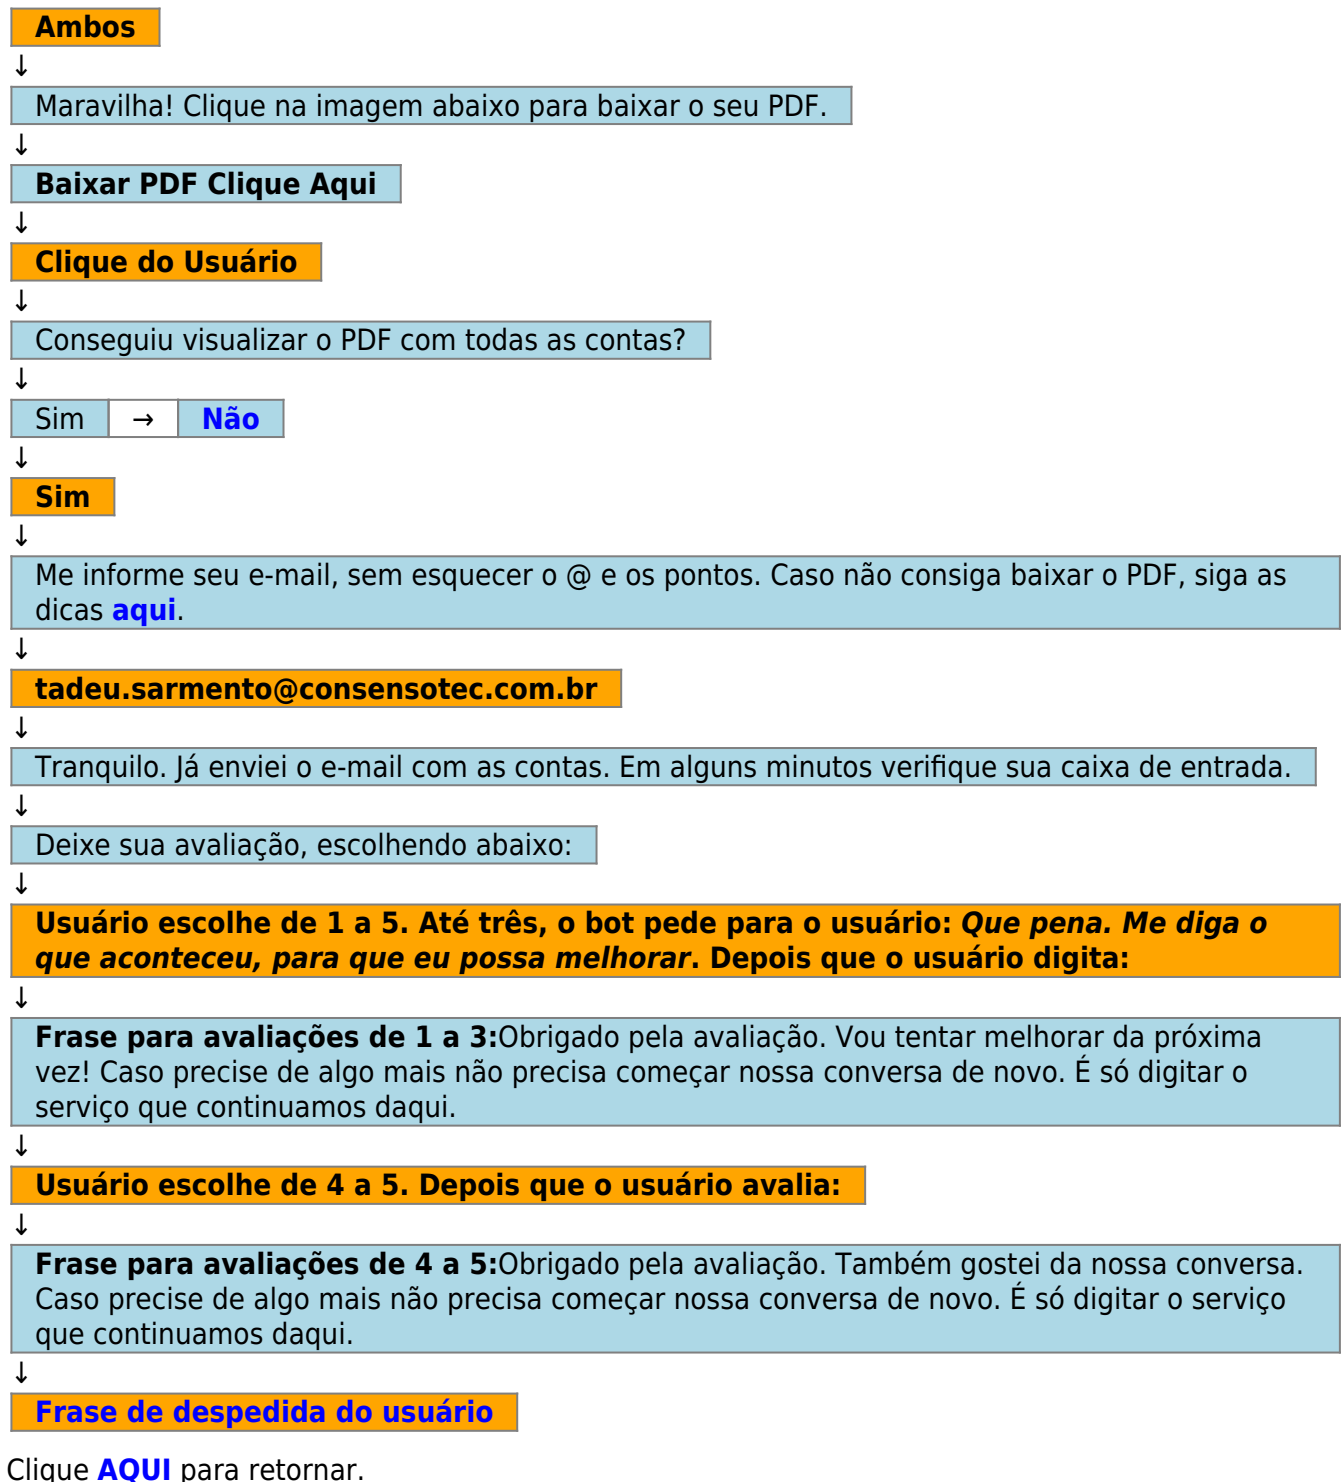 Ambos
↓
Maravilha! Clique na imagem abaixo para baixar o seu PDF.
↓
Baixar PDF Clique Aqui
↓
Clique do Usuário
↓
Conseguiu visualizar o PDF com todas as contas?
↓
Sim → Não
↓
Sim
↓
Me informe seu e-mail, sem esquecer o @ e os pontos. Caso não consiga baixar o PDF, siga as
dicas aqui.
↓
tadeu.sarmento@consensotec.com.br
↓
Tranquilo. Já enviei o e-mail com as contas. Em alguns minutos verifique sua caixa de entrada.
↓
Deixe sua avaliação, escolhendo abaixo:
↓
Usuário escolhe de 1 a 5. Até três, o bot pede para o usuário: Que pena. Me diga o
que aconteceu, para que eu possa melhorar. Depois que o usuário digita:
↓
Frase para avaliações de 1 a 3:Obrigado pela avaliação. Vou tentar melhorar da próxima
vez! Caso precise de algo mais não precisa começar nossa conversa de novo. É só digitar o
serviço que continuamos daqui.
↓
Usuário escolhe de 4 a 5. Depois que o usuário avalia:
↓
Frase para avaliações de 4 a 5:Obrigado pela avaliação. Também gostei da nossa conversa.
Caso precise de algo mais não precisa começar nossa conversa de novo. É só digitar o serviço
que continuamos daqui.
↓
Frase de despedida do usuário
Clique AQUI para retornar.